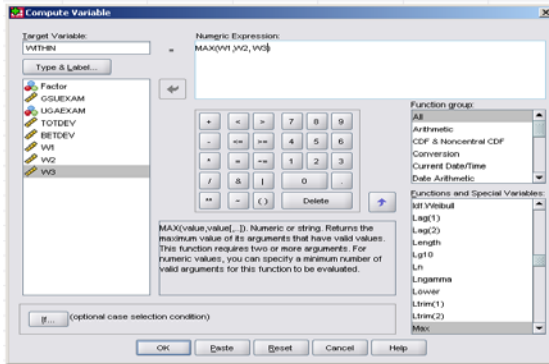 Compute Variable
Target Variable:
WITHIN
=
Numeric Expression:
MAX(W1,W2, W3)
Type & Label...
Factor
GSUEXAM
UGAEXAM
TOTDEV
BETDEV
W1
W2
W3
+ < > 7 8 9
- <= >= 4 5 6
* = ~= 1 2 3
/ & | 0 .
** ~ ( ) Delete
Function group:
All
Arithmetic
CDF & Noncentral CDF
Conversion
Current Date/Time
Date Arithmetic
Functions and Special Variables:
Idf.Weibull
Lag(1)
Lag(2)
Length
Lg10
Ln
Lngamma
Lower
Ltrim(1)
Ltrim(2)
Max
MAX(value,value[,..]). Numeric or string. Returns the
maximum value of its arguments that have valid values.
This function requires two or more arguments. For
numeric values, you can specify a minimum number of
valid arguments for this function to be evaluated.
If... (optional case selection condition)
OK Paste Reset Cancel Help